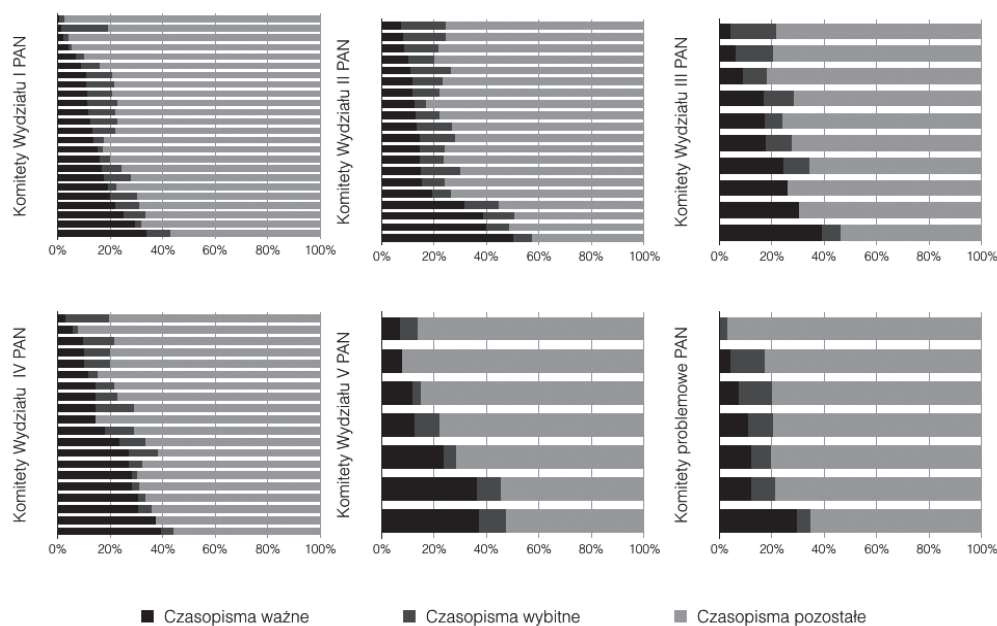 Komitety Wydziału I PAN
0% 20% 40% 60% 80% 100%
Komitety Wydziału II PAN
0% 20% 40% 60% 80% 100%
Komitety Wydziału III PAN
0% 20% 40% 60% 80% 100%
Komitety Wydziału IV PAN
0% 20% 40% 60% 80% 100%
Komitety Wydziału V PAN
0% 20% 40% 60% 80% 100%
Komitety problemowe PAN
0% 20% 40% 60% 80% 100%
Czasopisma ważne Czasopisma wybitne Czasopisma pozostałe